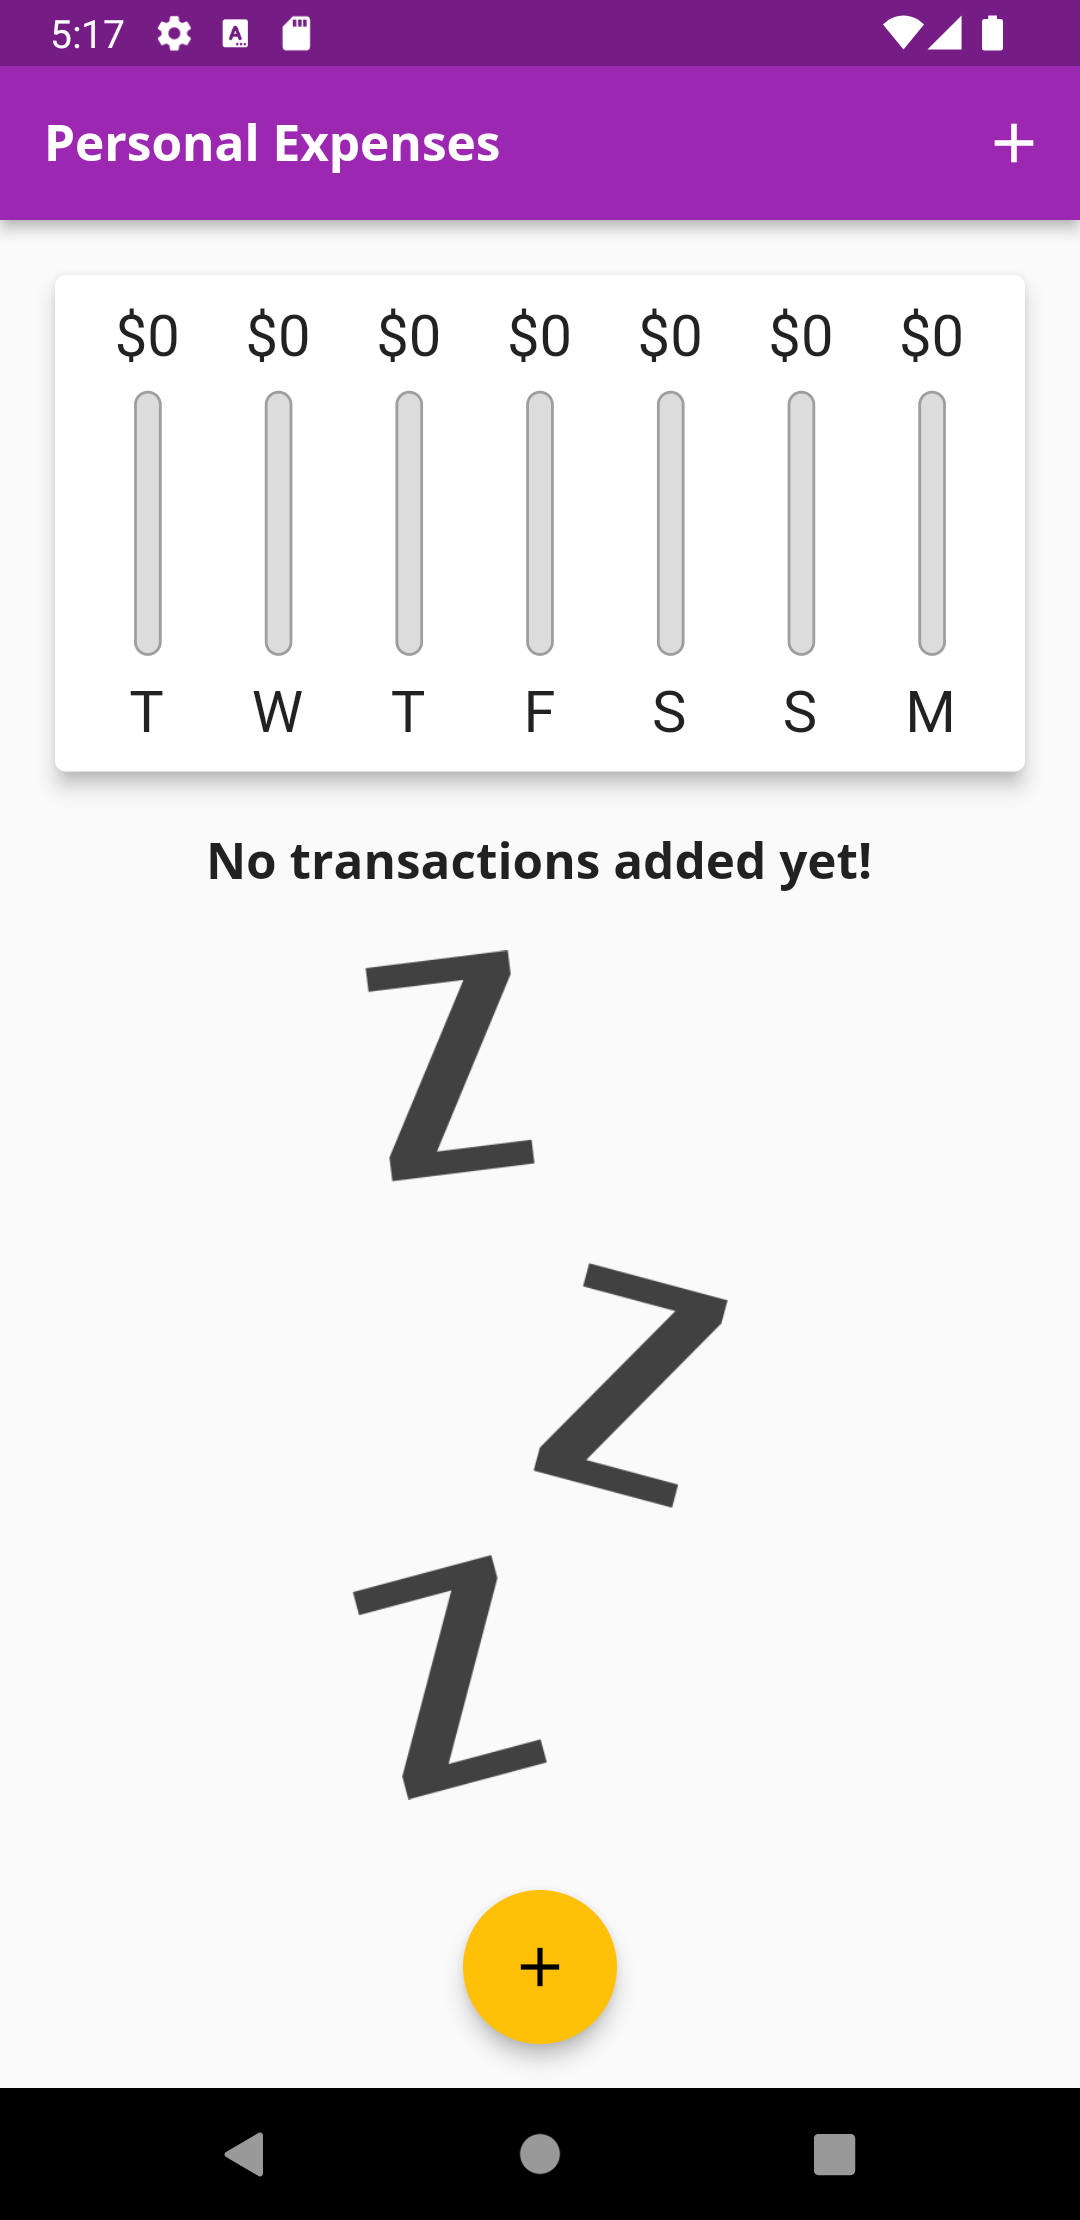 5:17
Personal Expenses
$0 $0 $0 $0 $0 $0 $0
T W T F S S M
No transactions added yet!
Z
Z
Z